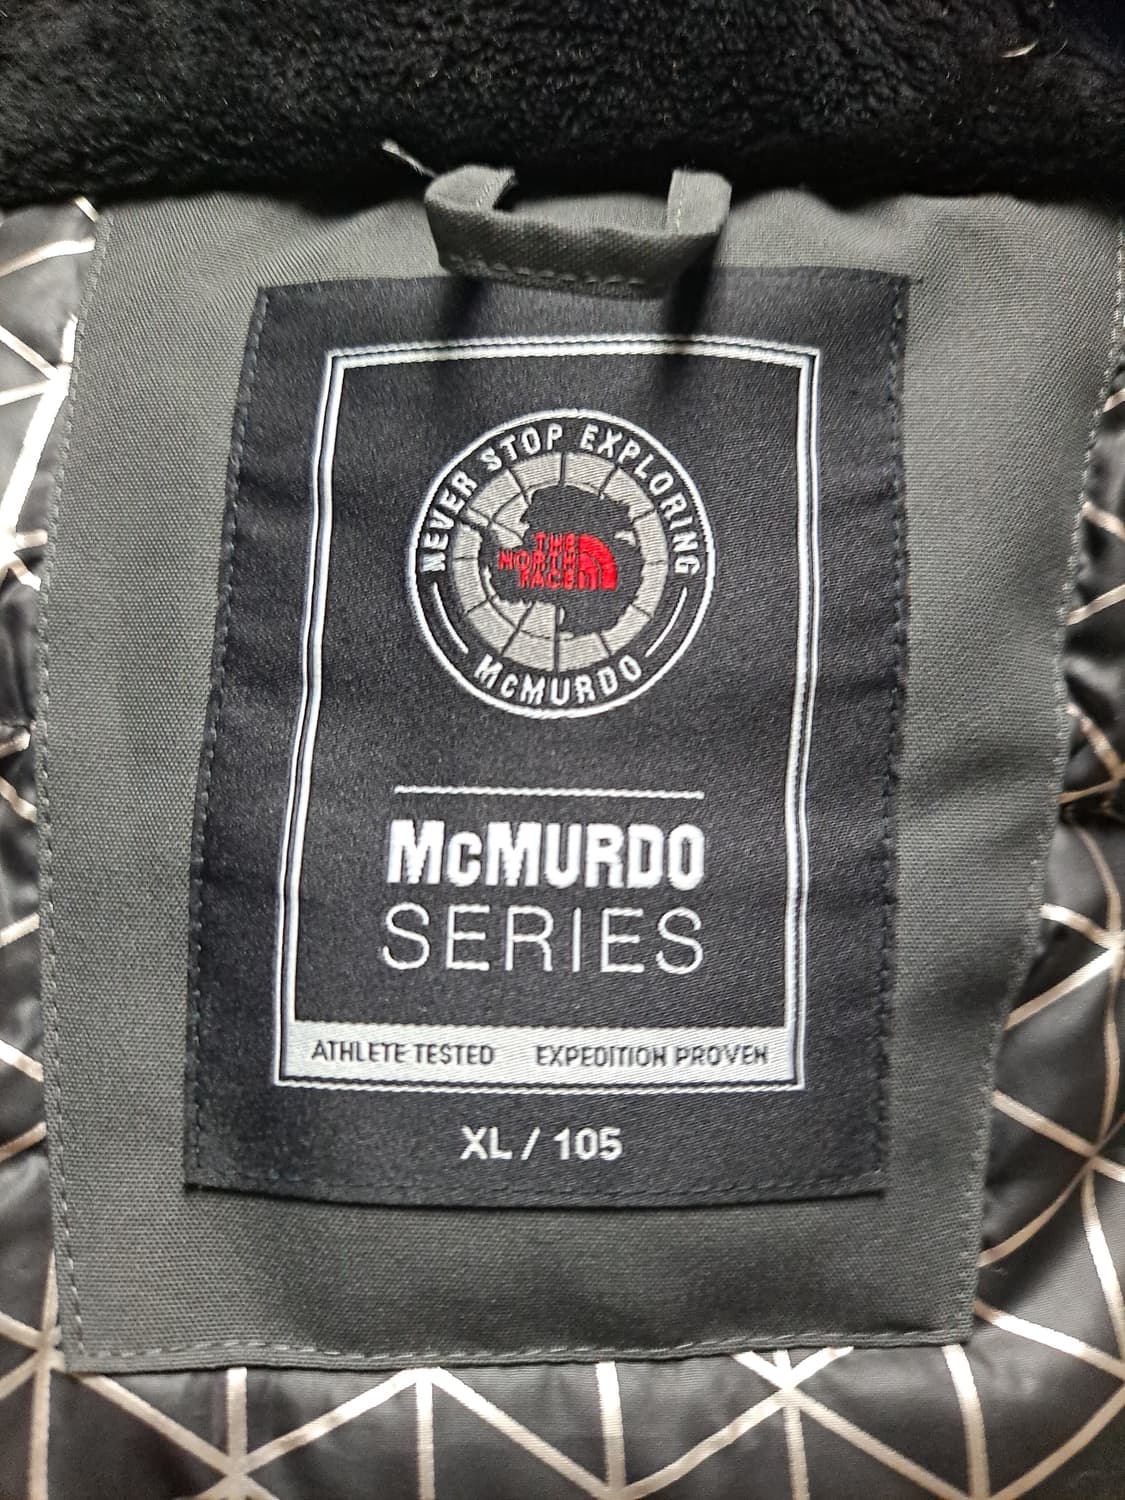 NEVER STOP EXPLORING
THE
NORTH
FACE
McMURDO
McMURDO
SERIES
ATHLETE TESTED EXPEDITION PROVEN
XL / 105